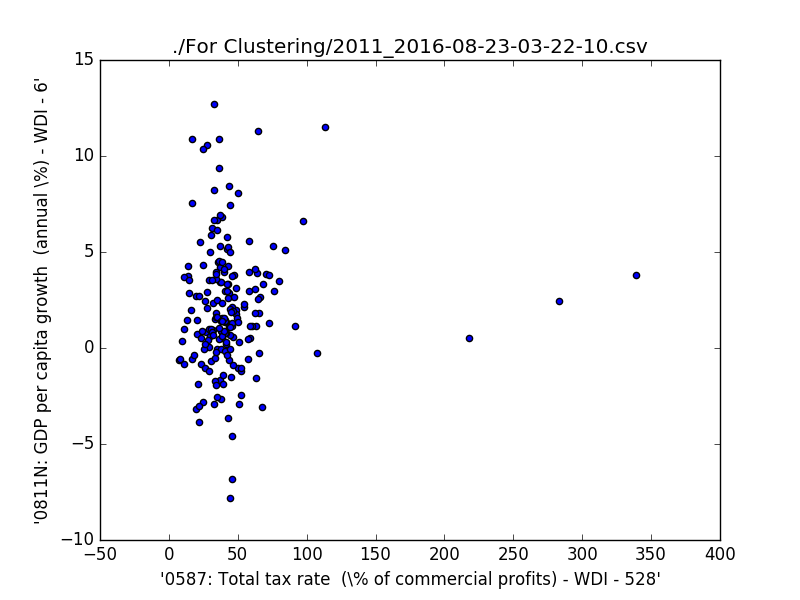 ./For Clustering/2011_2016-08-23-03-22-10.csv
'0811N: GDP per capita growth  (annual \%) - WDI - 6'
15
10
5
0
−5
−10
−50 0 50 100 150 200 250 300 350 400
'0587: Total tax rate  (\% of commercial profits) - WDI - 528'